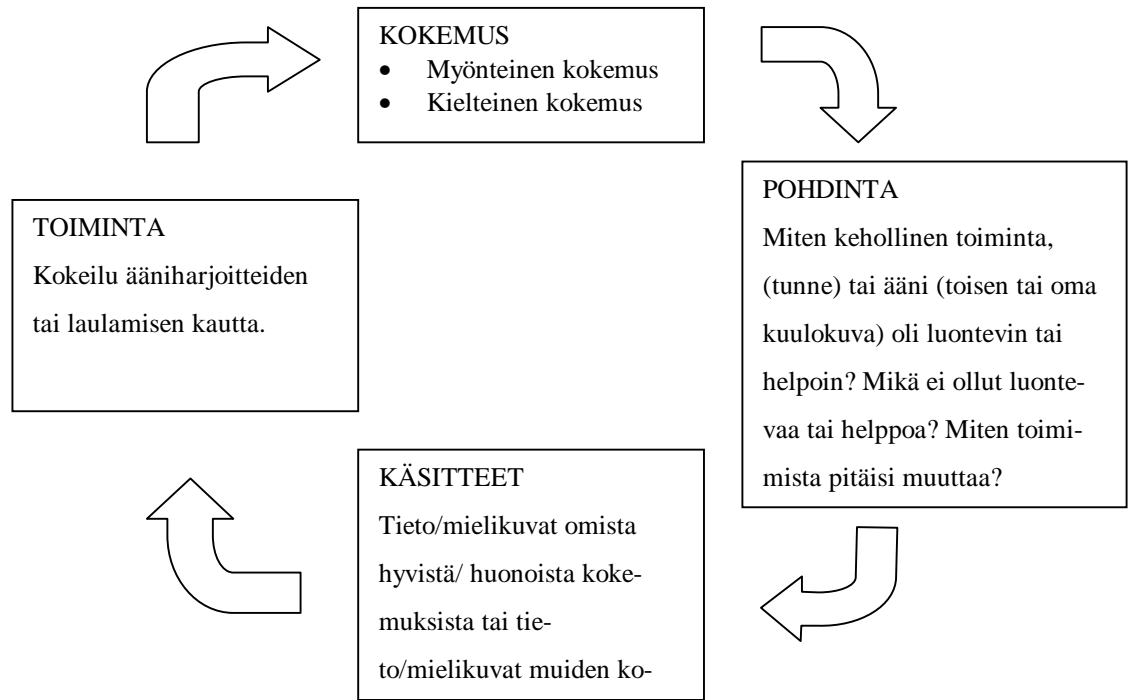 KOKEMUS
• Myönteinen kokemus
• Kielteinen kokemus
POHDINTA
Miten kehollinen toiminta,
(tunne) tai ääni (toisen tai oma
kuulokuva) oli luontevin tai
helpoin? Mikä ei ollut luonte-
vaa tai helppoa? Miten toimi-
mista pitäisi muuttaa?
KÄSITTEET
Tieto/mielikuvat omista
hyvistä/ huonoista koke-
muksista tai tie-
to/mielikuvat muiden ko-
TOIMINTA
Kokeilu ääniharjoitteiden
tai laulamisen kautta.